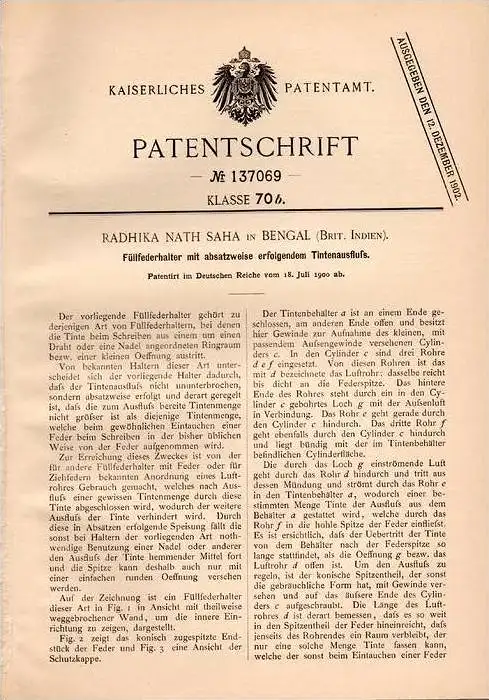 KAISERLICHES PATENTAMT.
AUSGEGEBEN DEN 12. DEZEMBER 1902.
PATENTSCHRIFT
— № 137069 —
KLASSE 70b.
RADHIKA NATH SAHA IN BENGAL (BRIT. INDIEN).
Füllfederhalter mit absatzweise erfolgendem Tintenausfluſs.
Patentirt im Deutschen Reiche vom 18. Juli 1900 ab.
Der vorliegende Füllfederhalter gehört zu
derjenigen Art von Füllfederhaltern, bei denen
die Tinte beim Schreiben aus einem um einen
Draht oder eine Nadel angeordneten Ringraum
bezw. einer kleinen Oeffnung austritt.
Von bekannten Haltern dieser Art unter-
scheidet sich der vorliegende Halter dadurch,
daſs der Tintenausfluſs nicht ununterbrochen,
sondern absatzweise erfolgt und derart geregelt
ist, daſs die zum Ausfluſs bereite Tintenmenge
nicht gröſser ist als diejenige Tintenmenge,
welche beim gewöhnlichen Eintauchen einer
Feder beim Schreiben in der bisher üblichen
Weise von der Feder aufgenommen wird.
Zur Erreichung dieses Zweckes ist von der
für andere Füllfederhalter mit Feder oder für
Ziehfedern bekannten Anordnung eines Luft-
rohres Gebrauch gemacht, welches nach Aus-
fluſs einer gewissen Tintenmenge durch diese
Tinte abgeschlossen wird, wodurch der weitere
Ausfluſs der Tinte verhindert wird. Durch
diese in Absätzen erfolgende Speisung fällt die
sonst bei Haltern der vorliegenden Art noth-
wendige Benutzung einer Nadel oder anderen
den Ausfluſs der Tinte hemmender Mittel fort
und die Spitze kann deshalb auch nur mit
einer einfachen runden Oeffnung versehen
werden.
Auf der Zeichnung ist ein Füllfederhalter
dieser Art in Fig. 1 in Ansicht mit theilweise
weggebrochener Wand, um die innere Ein-
richtung zu zeigen, dargestellt.
Fig. 2 zeigt das konisch zugespitzte End-
stück der Feder und Fig. 3 eine Ansicht der
Schutzkappe.
Der Tintenbehälter a ist an einem Ende ge-
schlossen, am anderen Ende offen und besitzt
hier Gewinde zur Aufnahme des kleinen, mit
passendem Auſsengewinde versehenen Cylin-
ders c. In den Cylinder c sind drei Rohre
d e f eingesetzt. Von diesen Rohren ist das
mit d bezeichnete das Luftrohr; dasselbe reicht
bis dicht an die Federspitze. Das hintere
Ende des Rohres steht durch ein in den Cy-
linder c gebohrtes Loch g mit der Auſsenluft
in Verbindung. Das Rohr e geht gerade durch
den Cylinder c hindurch. Das dritte Rohr f
geht ebenfalls durch den Cylinder c hindurch
und liegt bündig mit der im Tintenbehälter
befindlichen Cylinderfläche.
Die durch das Loch g einströmende Luft
geht durch das Rohr d hindurch und tritt aus
dessen Mündung und strömt durch das Rohr e
in den Tintenbehälter a, wodurch einer be-
stimmten Menge Tinte der Ausfluſs aus dem
Behälter a gestattet wird, welche durch das
Rohr f in die hohle Spitze der Feder einflieſst.
Es ist ersichtlich, daſs der Uebertritt der Tinte
von dem Behälter nach der Federspitze so
lange stattfindet, als die Oeffnung g bezw. das
Luftrohr d offen ist. Um den Ausfluſs zu
regeln, ist der konische Spitzentheil, der sonst
die gebräuchliche Form hat, mit Gewinde ver-
sehen und auf das äuſsere Ende des Cylin-
ders c aufgeschraubt. Die Länge des Luft-
rohres d ist derart bemessen, daſs es so weit
in den Spitzentheil der Feder hineinreicht, daſs
jenseits des Rohrendes ein Raum verbleibt, der
nur eine solche Menge Tinte fassen kann,
welche der sonst beim Eintauchen einer Feder